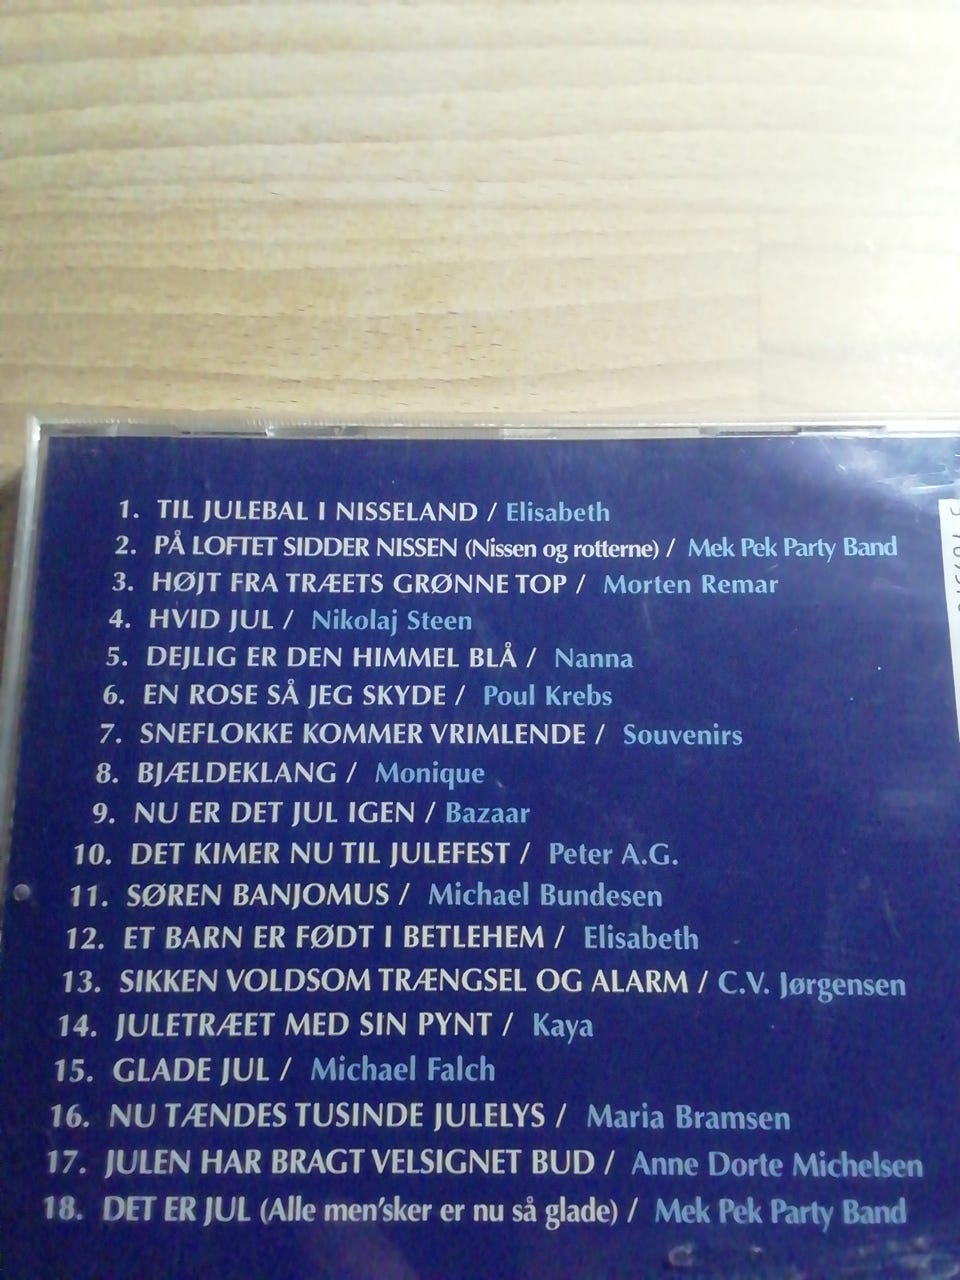 1. TIL JULEBAL I NISSELAND / Elisabeth
2. PÅ LOFTET SIDDER NISSEN (Nissen og rotterne) / Mek Pek Party Band
3. HØJT FRA TRÆETS GRØNNE TOP / Morten Remar
4. HVID JUL / Nikolaj Steen
5. DEJLIG ER DEN HIMMEL BLÅ / Nanna
6. EN ROSE SÅ JEG SKYDE / Poul Krebs
7. SNEFLOKKE KOMMER VRIMLENDE / Souvenirs
8. BJÆLDEKLANG / Monique
9. NU ER DET JUL IGEN / Bazaar
10. DET KIMER NU TIL JULEFEST / Peter A.G.
11. SØREN BANJOMUS / Michael Bundesen
12. ET BARN ER FØDT I BETLEHEM / Elisabeth
13. SIKKEN VOLDSOM TRÆNGSEL OG ALARM / C.V. Jørgensen
14. JULETRÆET MED SIN PYNT / Kaya
15. GLADE JUL / Michael Falch
16. NU TÆNDES TUSINDE JULELYS / Maria Bramsen
17. JULEN HAR BRAGT VELSIGNET BUD / Anne Dorte Michelsen
18. DET ER JUL (Alle men'sker er nu så glade) / Mek Pek Party Band